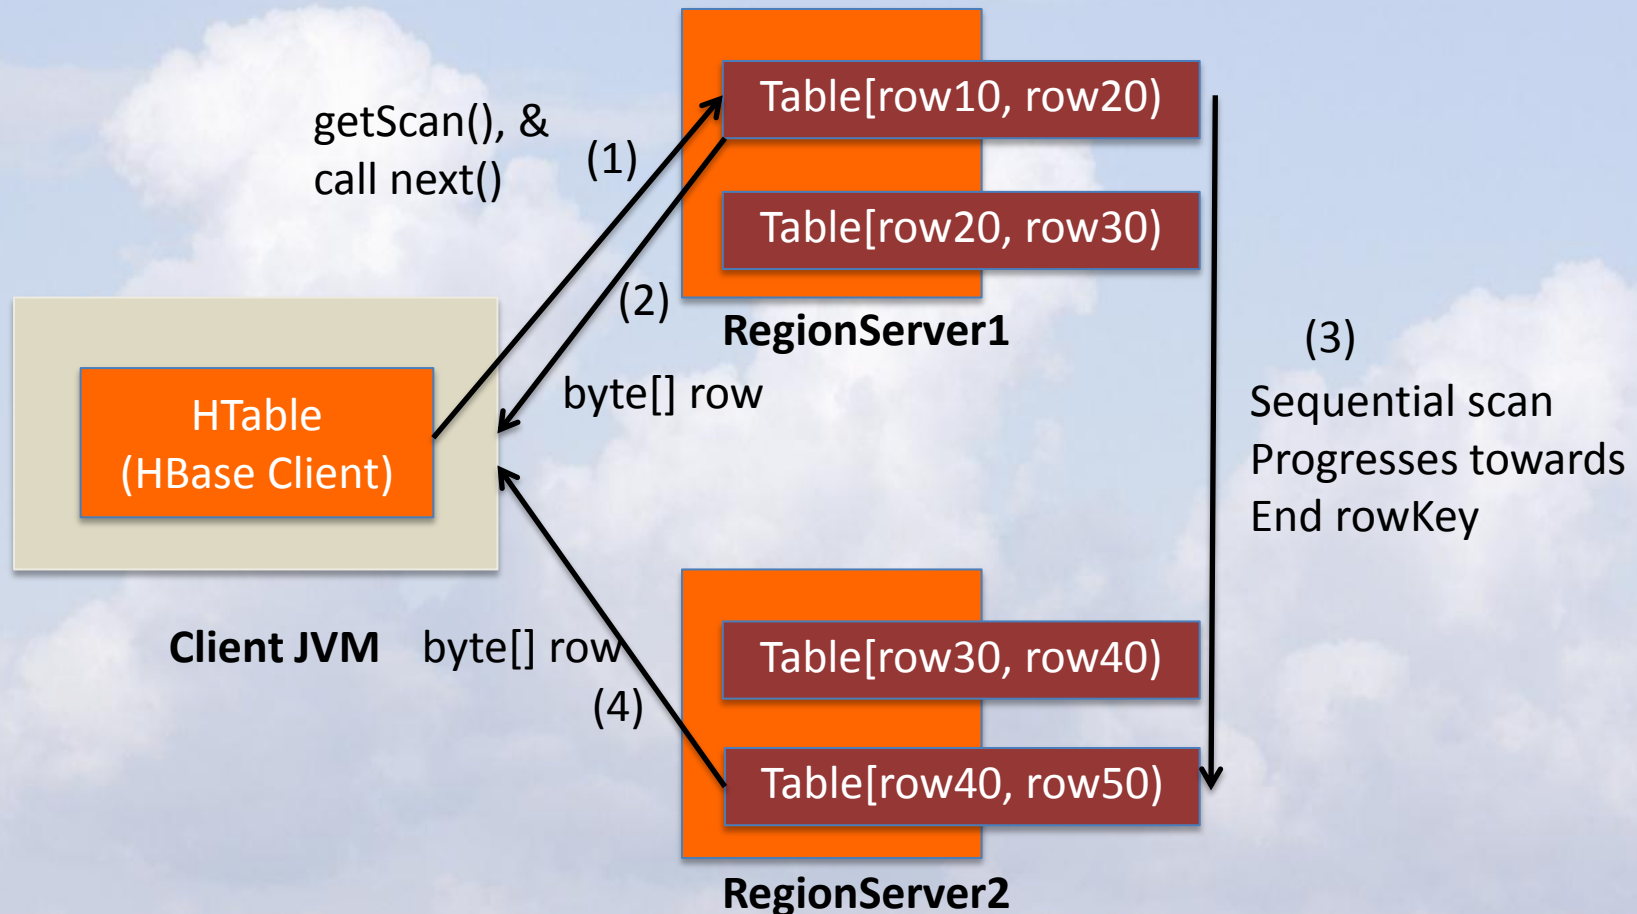 getScan(), &
call next()
(1)
Table[row10, row20)
Table[row20, row30)
(2)
RegionServer1
byte[] row
HTable
(HBase Client)
(3)
Sequential scan
Progresses towards
End rowKey
Client JVM
byte[] row
(4)
Table[row30, row40)
Table[row40, row50)
RegionServer2